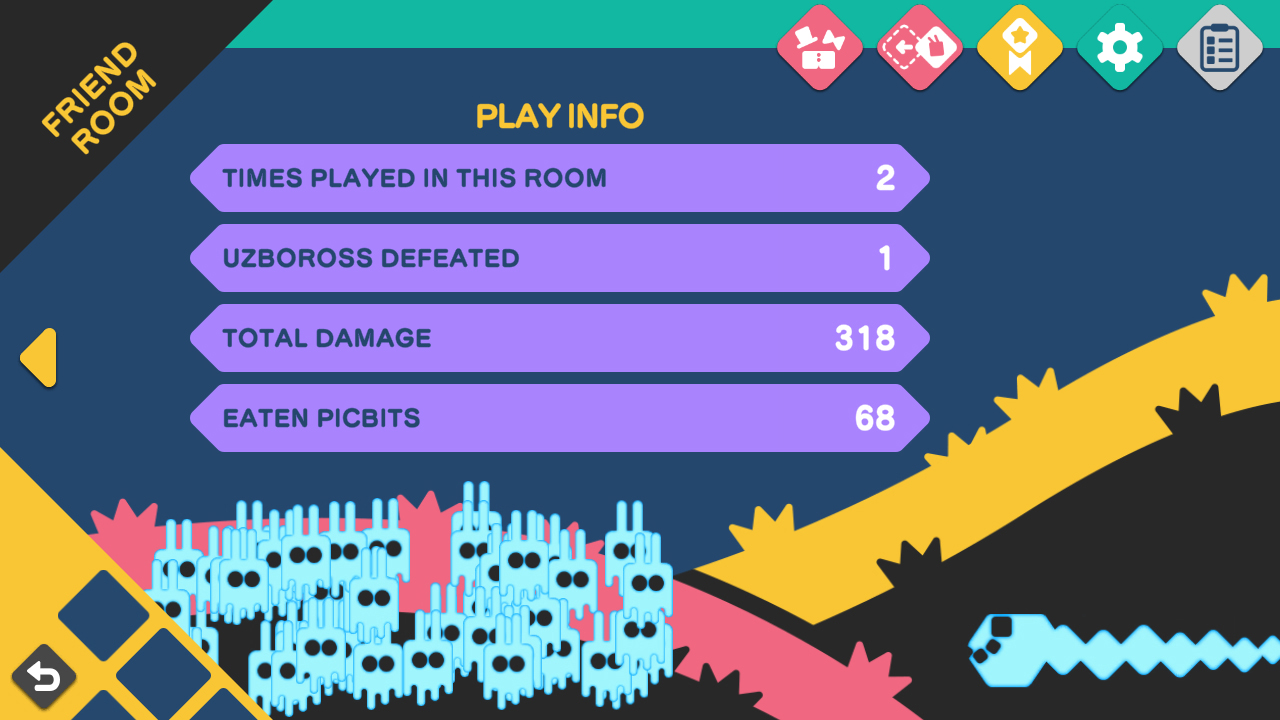 FRIEND
ROOM
PLAY INFO
TIMES PLAYED IN THIS ROOM 2
UZBOROSS DEFEATED 1
TOTAL DAMAGE 318
EATEN PICBITS 68